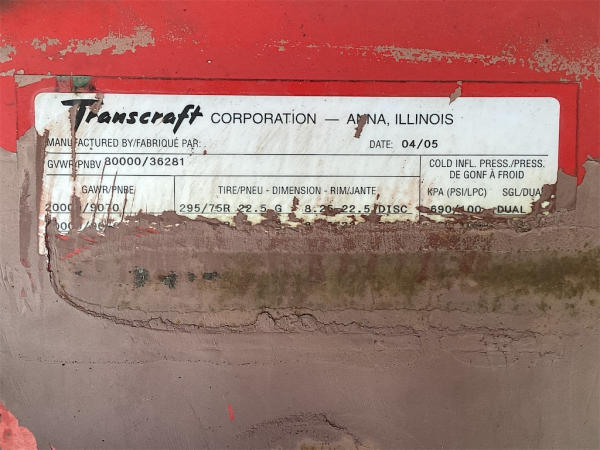 Transcraft CORPORATION — ANNA, ILLINOIS
MANUFACTURED BY/FABRIQUÉ PAR: DATE: 04/05
GVWR/PNBV 80000/36281
COLD INFL. PRESS./PRESS.
DE GONF À FROID
GAWR/PNBE TIRE/PNEU - DIMENSION - RIM/JANTE KPA (PSI/LPC) SGL/DUAL
20000/9070 295/75R 22.5 G 8.25 22.5/DISC 690/100 DUAL